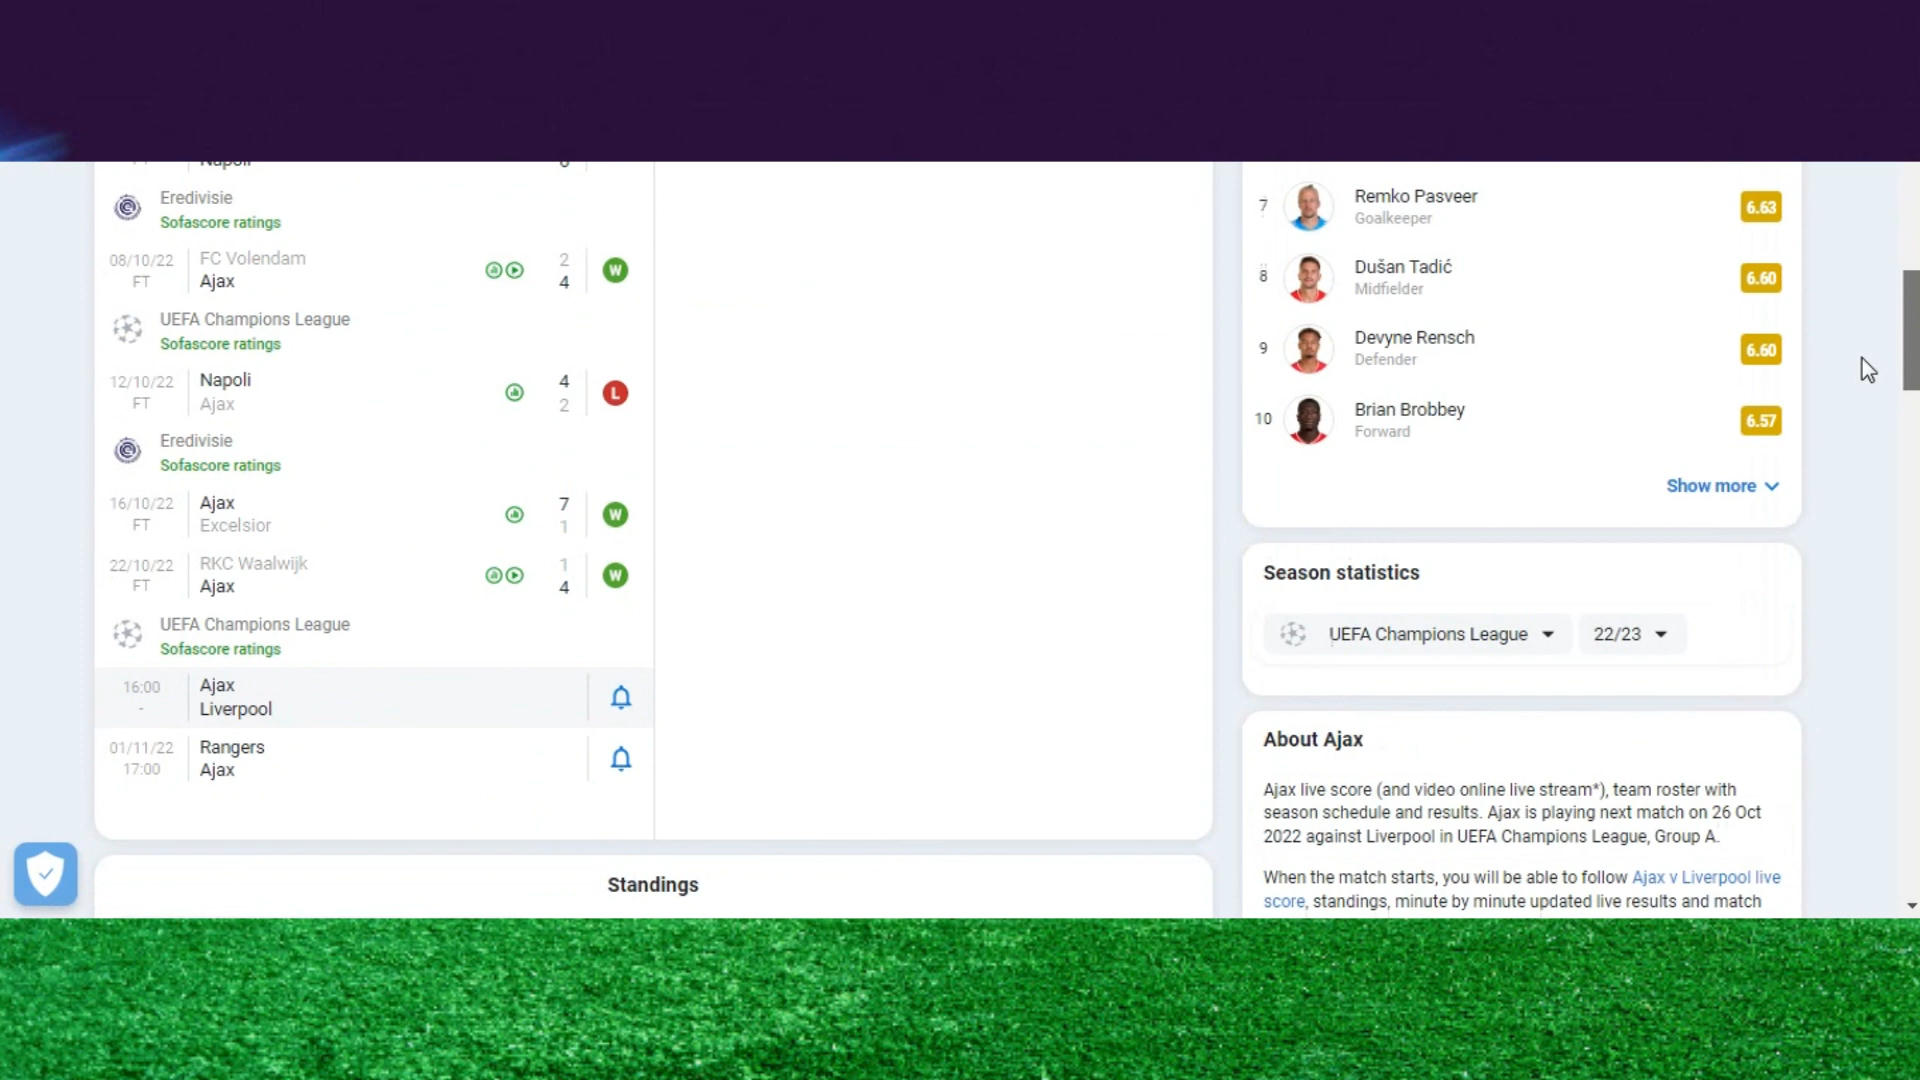 Napoli
6
Eredivisie
Sofascore ratings
08/10/22
FT
FC Volendam
Ajax
2
4
W
UEFA Champions League
Sofascore ratings
12/10/22
FT
Napoli
Ajax
4
2
L
Eredivisie
Sofascore ratings
16/10/22
FT
Ajax
Excelsior
7
1
W
22/10/22
FT
RKC Waalwijk
Ajax
1
4
W
UEFA Champions League
Sofascore ratings
16:00
-
Ajax
Liverpool
01/11/22
17:00
Rangers
Ajax
Standings
7
Remko Pasveer
Goalkeeper
6.63
8
Dušan Tadić
Midfielder
6.60
9
Devyne Rensch
Defender
6.60
10
Brian Brobbey
Forward
6.57
Show more
Season statistics
UEFA Champions League
22/23
About Ajax
Ajax live score (and video online live stream*), team roster with
season schedule and results. Ajax is playing next match on 26 Oct
2022 against Liverpool in UEFA Champions League, Group A.
When the match starts, you will be able to follow Ajax v Liverpool live
score, standings, minute by minute updated live results and match